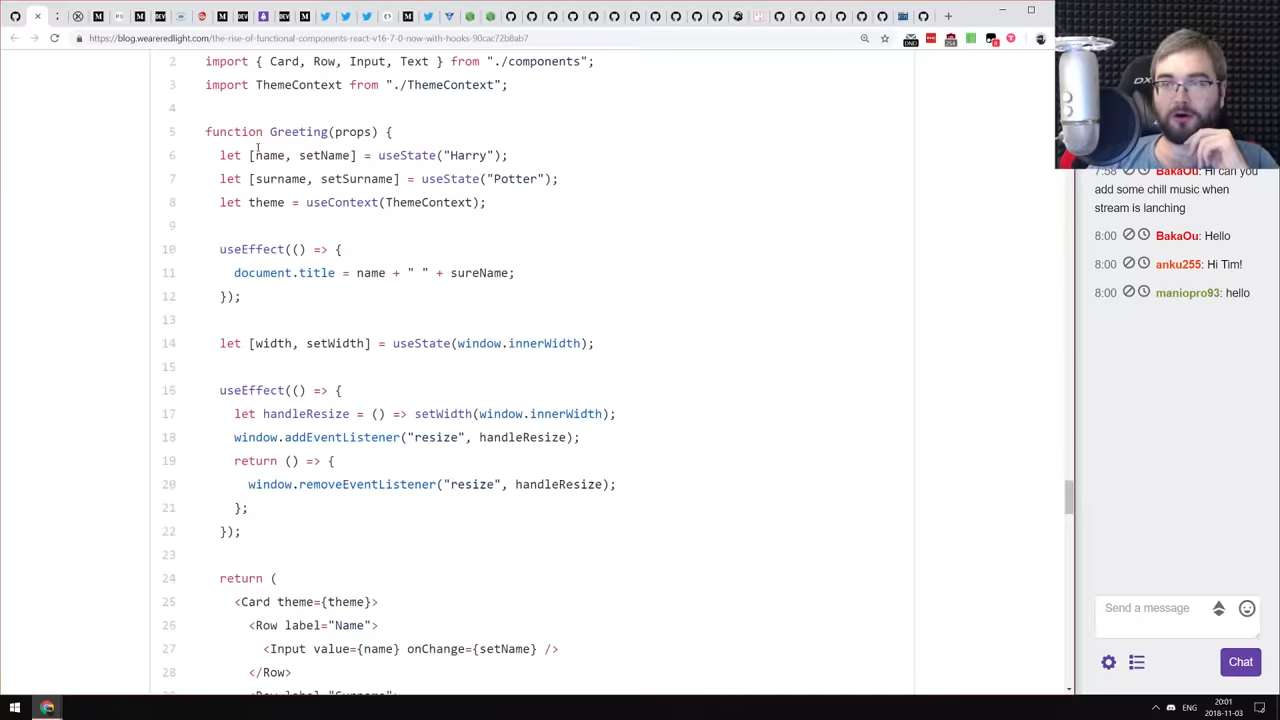 https://blog.weareredlight.com/the-rise-of-functional-components-react-v16-7-0-now-with-hooks-90cac72b8ab7
2 import { Card, Row, Input, Text } from "./components";
3 import ThemeContext from "./ThemeContext";
4
5 function Greeting(props) {
6 let [name, setName] = useState("Harry");
7 let [surname, setSurname] = useState("Potter");
8 let theme = useContext(ThemeContext);
9
10 useEffect(() => {
11 document.title = name + " " + sureName;
12 });
13
14 let [width, setWidth] = useState(window.innerWidth);
15
16 useEffect(() => {
17 let handleResize = () => setWidth(window.innerWidth);
18 window.addEventListener("resize", handleResize);
19 return () => {
20 window.removeEventListener("resize", handleResize);
21 };
22 });
23
24 return (
25 <Card theme={theme}>
26 <Row label="Name">
27 <Input value={name} onChange={setName} />
28 </Row>
DX
7:58 BakaOu: Hi can you
add some chill music when
stream is lanching
8:00 BakaOu: Hello
8:00 anku255: Hi Tim!
8:00 maniopro93: hello
Send a message
Chat
ENG
20:01
2018-11-03